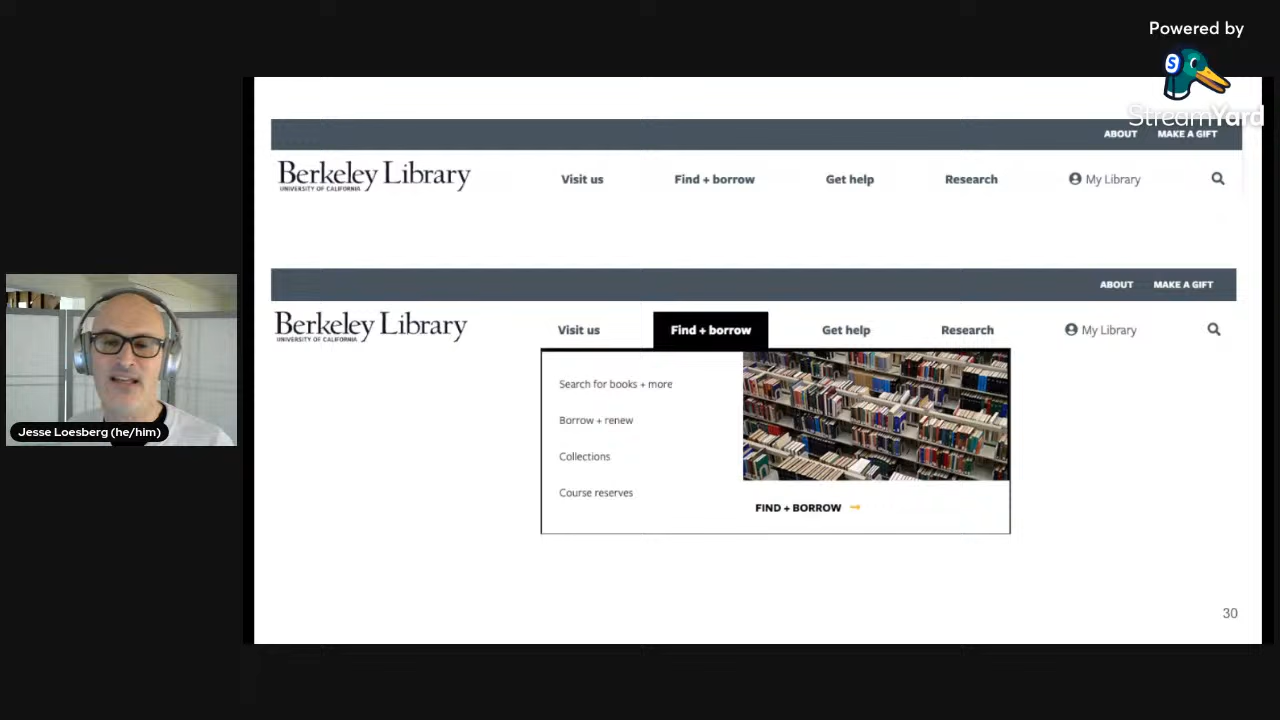 Powered by
StreamYard
ABOUT MAKE A GIFT
Berkeley Library
UNIVERSITY OF CALIFORNIA
Visit us Find + borrow Get help Research My Library
ABOUT MAKE A GIFT
Berkeley Library
UNIVERSITY OF CALIFORNIA
Visit us Find + borrow Get help Research My Library
Search for books + more
Borrow + renew
Collections
Course reserves
FIND + BORROW →
Jesse Loesberg (he/him)
30